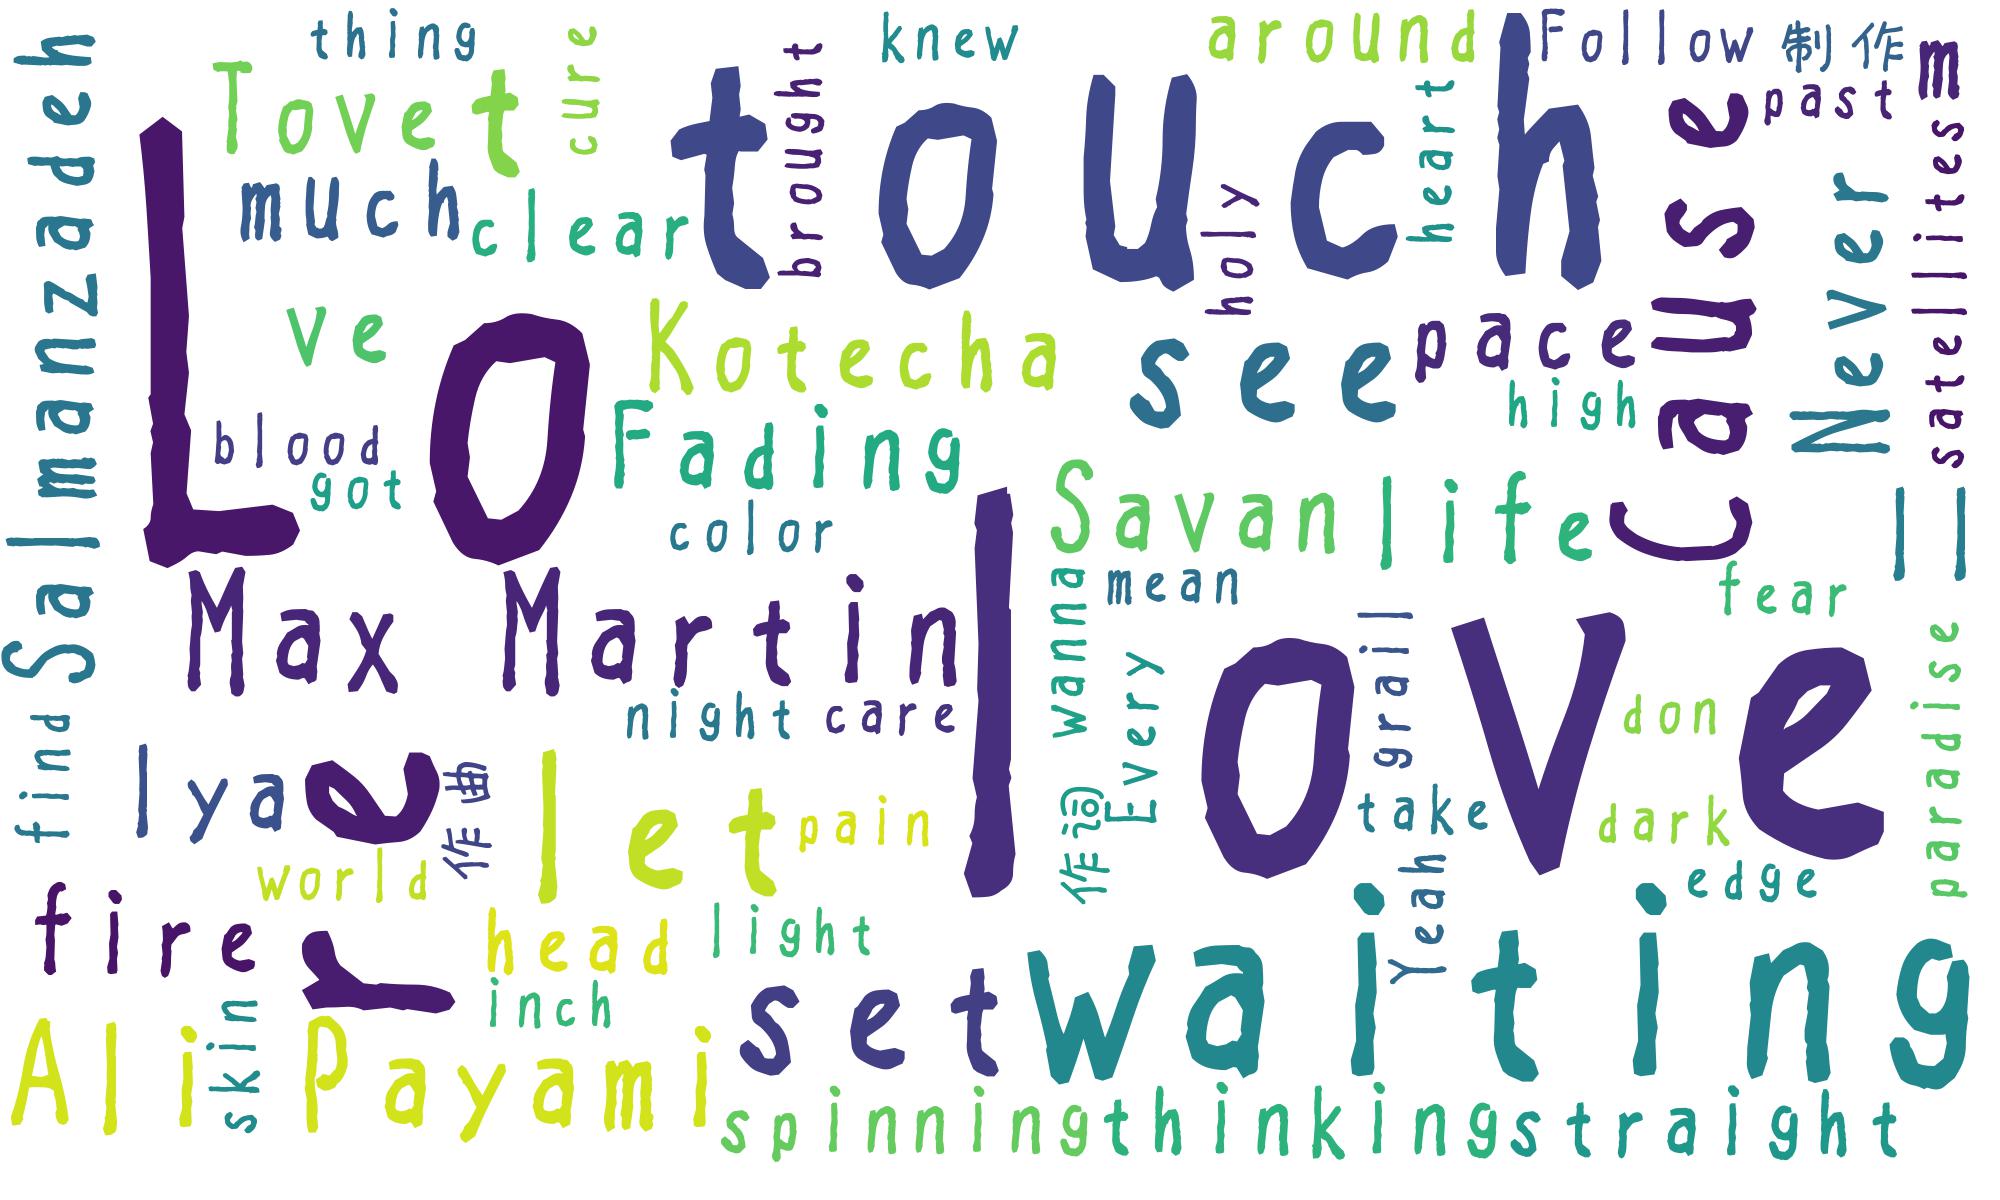 thing
cure
knew
around
Follow
制作
m
Salmanzadeh
Tove
t
touch
brought
heart
cause
past
satellites
much
clear
holy
Never
Lo
ve
Kotecha
see
pace
high
blood
got
Fading
color
Savan
life
ll
Max Martin
mean
wanna
fear
grail
love
paradise
night
care
Every
don
find
lya
e
作曲
let
pain
作词
take
dark
world
Yeah
edge
fire
r
head
light
waiting
inch
set
skin
Ali Payami
spinning
thinking
straight